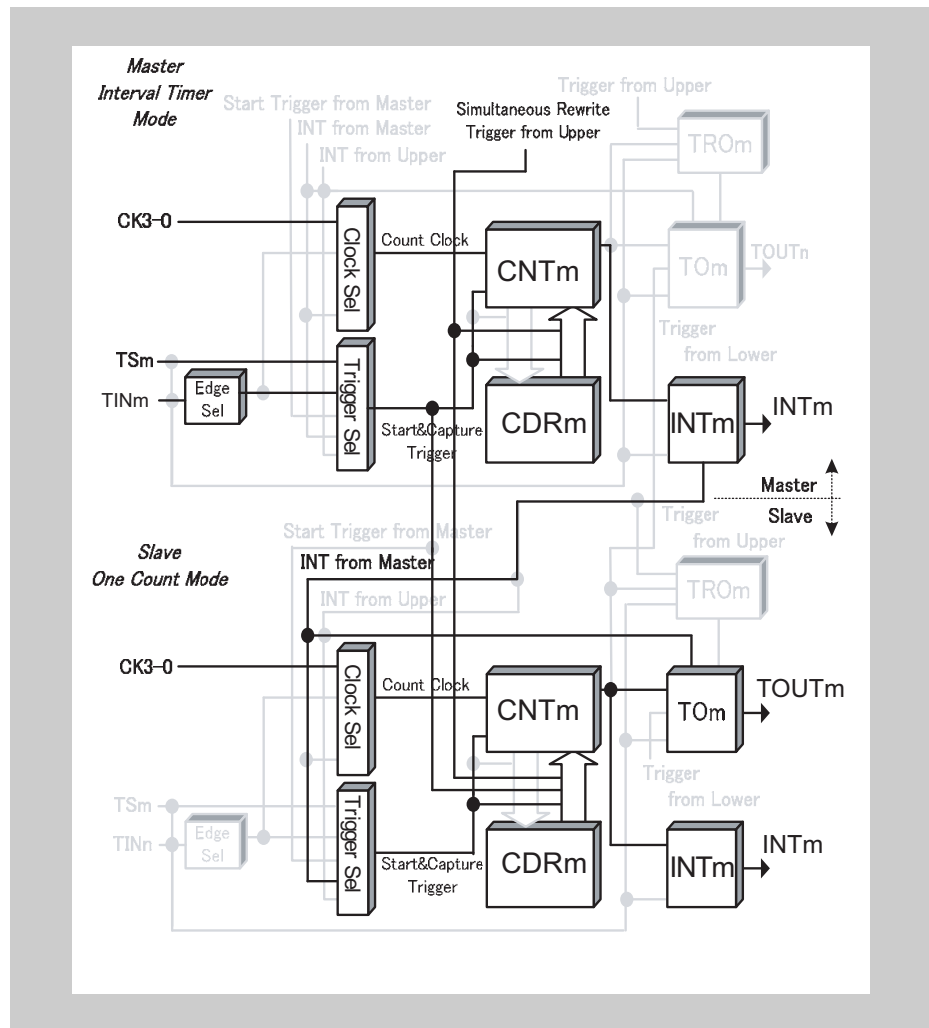 Master
Interval Timer
Mode
Start Trigger from Master
INT from Master
INT from Upper
Simultaneous Rewrite
Trigger from Upper
Trigger from Upper
TROm
CK3-0
Clock Sel
Count Clock
CNTm
TOm
TOUTn
Trigger
from Lower
TSm
TINm
Edge
Sel
Trigger Sel
Start&Capture
Trigger
CDRm
INTm
INTm
Master
Slave
Slave
One Count Mode
Start Trigger from Master
INT from Master
INT from Upper
Trigger
from Upper
TROm
CK3-0
Clock Sel
Count Clock
CNTm
TOm
TOUTm
Trigger
from Lower
TSm
TINn
Edge
Sel
Trigger Sel
Start&Capture
Trigger
CDRm
INTm
INTm